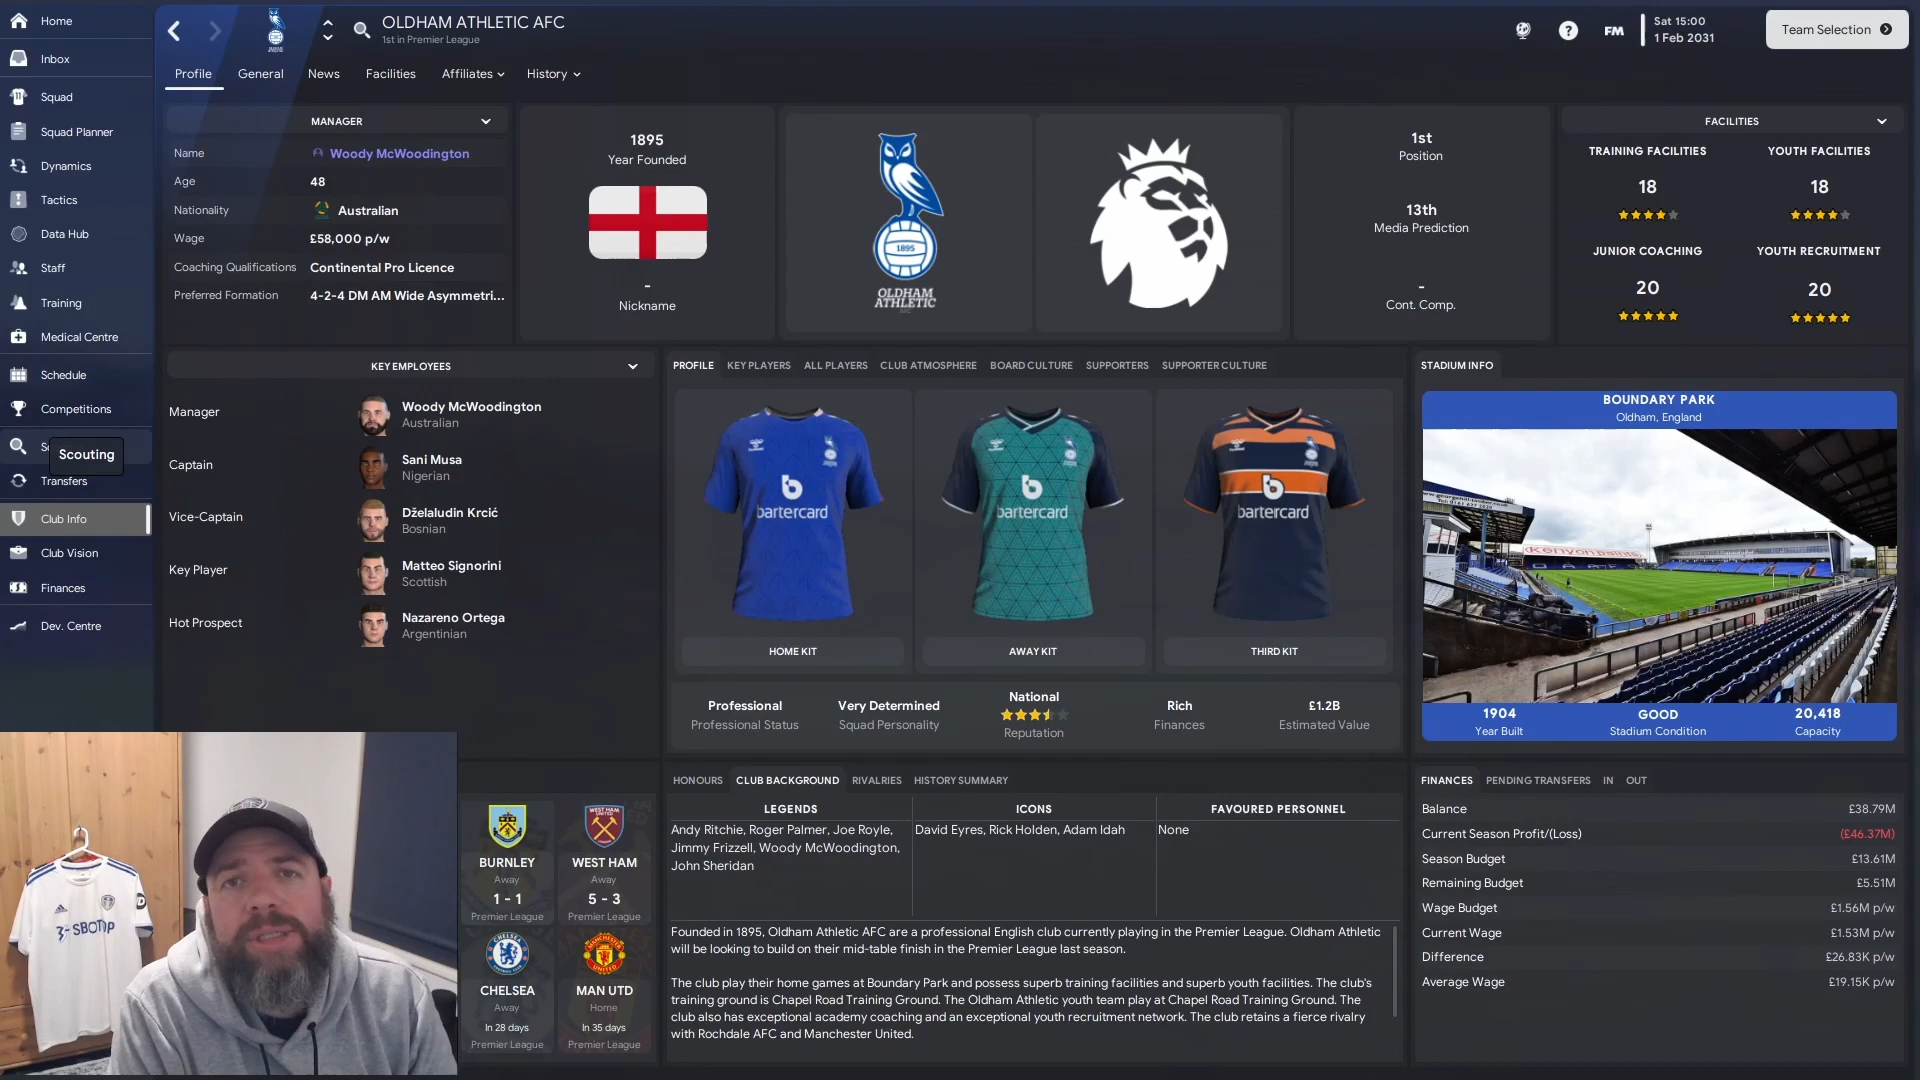 Home
Inbox
Squad
Squad Planner
Dynamics
Tactics
Data Hub
Staff
Training
Medical Centre
Schedule
Competitions
Scouting
Transfers
Club Info
Club Vision
Finances
Dev. Centre
OLDHAM ATHLETIC AFC
1st in Premier League
FM
Sat 15:00
1 Feb 2031
Team Selection
Profile
General
News
Facilities
Affiliates
History
MANAGER
Name
Woody McWoodington
Age
48
Nationality
Australian
Wage
£58,000 p/w
Coaching Qualifications
Continental Pro Licence
Preferred Formation
4-2-4 DM AM Wide Asymmetri...
1895
Year Founded
-
Nickname
1895
OLDHAM
ATHLETIC
AFC
1st
Position
13th
Media Prediction
-
Cont. Comp.
FACILITIES
TRAINING FACILITIES
18
YOUTH FACILITIES
18
JUNIOR COACHING
20
YOUTH RECRUITMENT
20
KEY EMPLOYEES
Manager
Woody McWoodington
Australian
Captain
Sani Musa
Nigerian
Vice-Captain
Dželaludin Krcić
Bosnian
Key Player
Matteo Signorini
Scottish
Hot Prospect
Nazareno Ortega
Argentinian
PROFILE
KEY PLAYERS
ALL PLAYERS
CLUB ATMOSPHERE
BOARD CULTURE
SUPPORTERS
SUPPORTER CULTURE
bartercard
bartercard
bartercard
HOME KIT
AWAY KIT
THIRD KIT
Professional
Professional Status
Very Determined
Squad Personality
National
Reputation
Rich
Finances
£1.2B
Estimated Value
STADIUM INFO
BOUNDARY PARK
Oldham, England
1904
Year Built
GOOD
Stadium Condition
20,418
Capacity
SBOTOP
BURNLEY
Away
1 - 1
Premier League
WEST HAM
Away
5 - 3
Premier League
CHELSEA
Away
In 28 days
Premier League
MAN UTD
Home
In 35 days
Premier League
HONOURS
CLUB BACKGROUND
RIVALRIES
HISTORY SUMMARY
LEGENDS
Andy Ritchie, Roger Palmer, Joe Royle,
Jimmy Frizzell, Woody McWoodington,
John Sheridan
ICONS
David Eyres, Rick Holden, Adam Idah
FAVOURED PERSONNEL
None
Founded in 1895, Oldham Athletic AFC are a professional English club currently playing in the Premier League. Oldham Athletic
will be looking to build on their mid-table finish in the Premier League last season.
The club play their home games at Boundary Park and possess superb training facilities and superb youth facilities. The club's
training ground is Chapel Road Training Ground. The Oldham Athletic youth team play at Chapel Road Training Ground. The
club also has exceptional academy coaching and an exceptional youth recruitment network. The club retains a fierce rivalry
with Rochdale AFC and Manchester United.
FINANCES
PENDING TRANSFERS
IN
OUT
Balance
£38.79M
Current Season Profit/(Loss)
(£46.37M)
Season Budget
£13.61M
Remaining Budget
£5.51M
Wage Budget
£1.56M p/w
Current Wage
£1.53M p/w
Difference
£26.83K p/w
Average Wage
£19.15K p/w